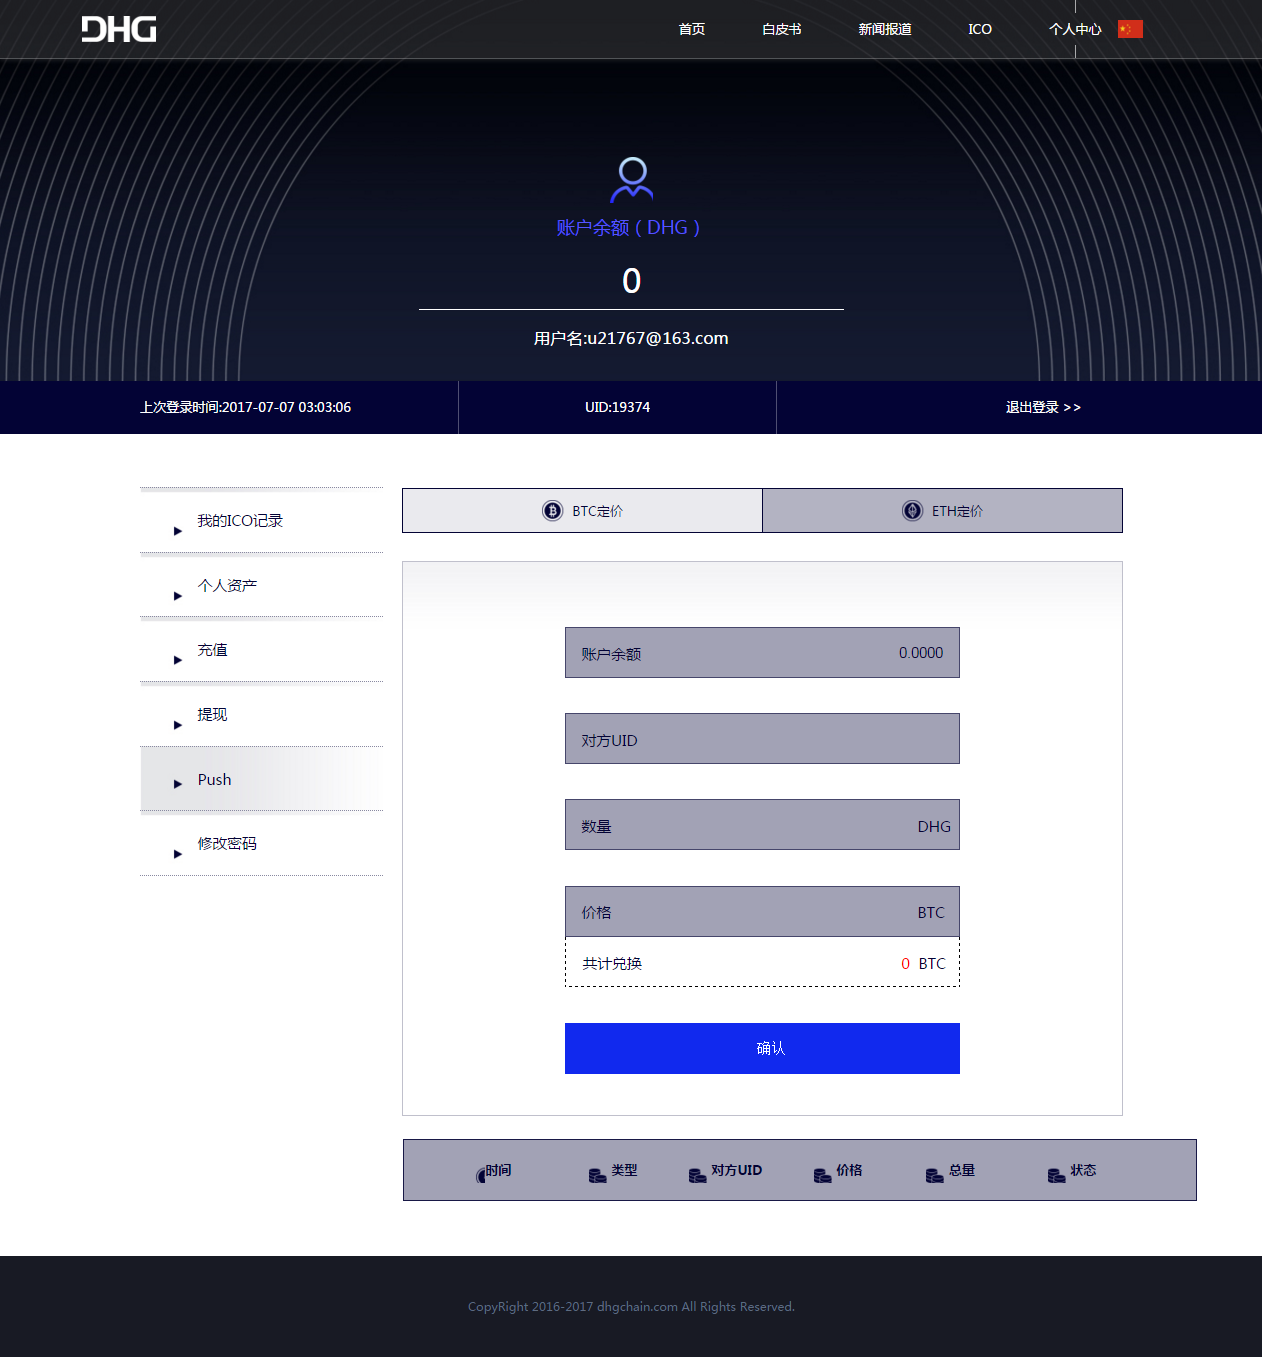 DHG
首页 白皮书 新闻报道 ICO 个人中心
账户余额 ( DHG )
0
用户名:u21767@163.com
上次登录时间:2017-07-07 03:03:06 UID:19374 退出登录 >>
我的ICO记录
个人资产
充值
提现
Push
修改密码
BTC定价 ETH定价
账户余额 0.0000
对方UID
数量 DHG
价格 BTC
共计兑换 0 BTC
确认
时间 类型 对方UID 价格 总量 状态
CopyRight 2016-2017 dhgchain.com All Rights Reserved.